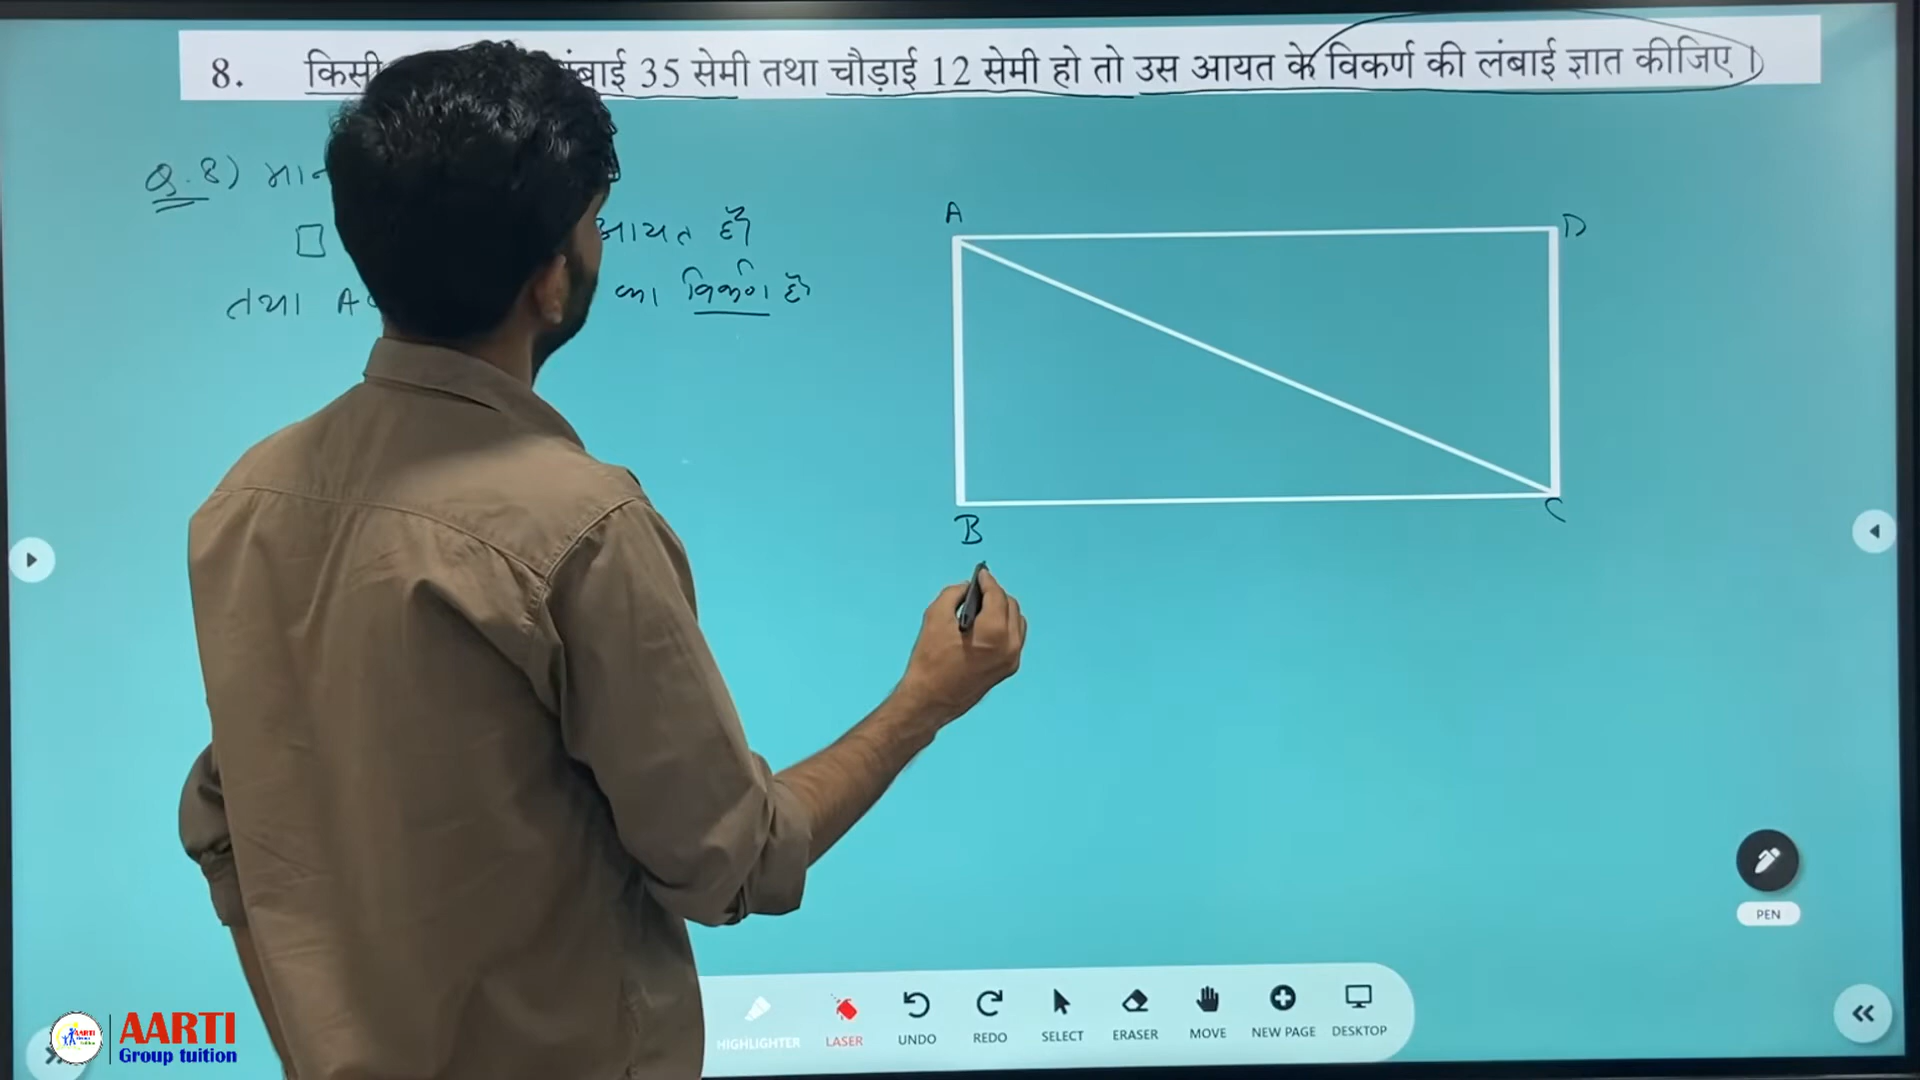 8. किसी लंबाई 35 सेमी तथा चौड़ाई 12 सेमी हो तो उस आयत के विकर्ण की लंबाई ज्ञात कीजिए ।
Q.8) मान
□ आयत है
तथा A का विकर्ण है
A
D
B
C
PEN
HIGHLIGHTER LASER UNDO REDO SELECT ERASER MOVE NEW PAGE DESKTOP
AARTI
Group tuition